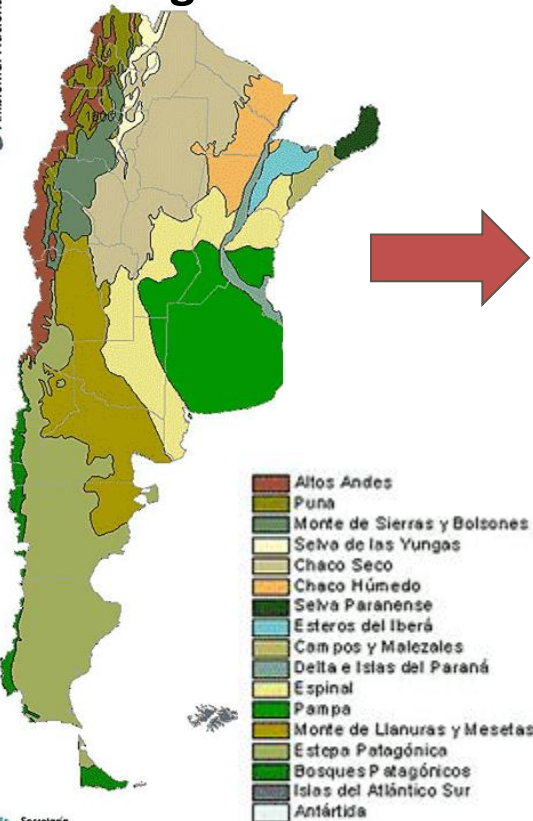 Altos Andes
Puna
Monte de Sierras y Bolsones
Selva de las Yungas
Chaco Seco
Chaco Húmedo
Selva Paranense
Esteros del Iberá
Campos y Malezales
Delta e Islas del Paraná
Espinal
Pampa
Monte de Llanuras y Mesetas
Estepa Patagónica
Bosques Patagónicos
Islas del Atlántico Sur
Antártida